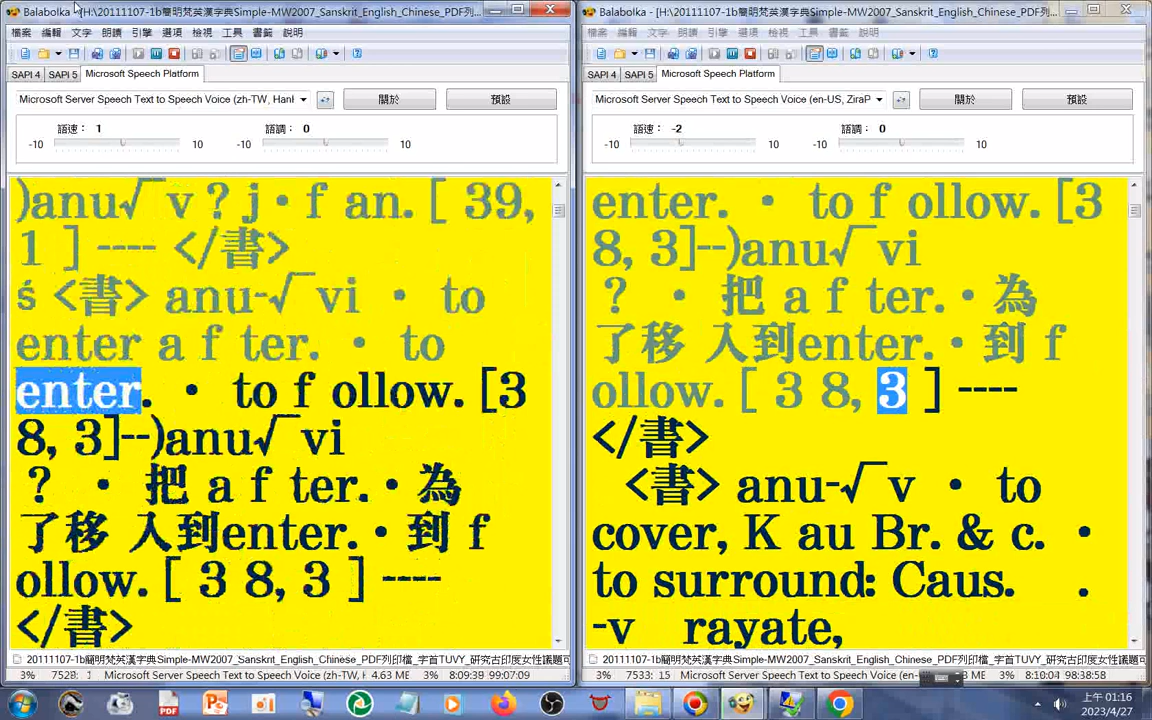 Balabolka - [H:\20111107-1b簡明梵英漢字典Simple-MW2007_Sanskrit_English_Chinese_PDF列...
檔案 編輯 文字 朗讀 引擎 選項 檢視 工具 書籤 說明
SAPI 4 SAPI 5 Microsoft Speech Platform
Microsoft Server Speech Text to Speech Voice (zh-TW, Hanl
關於
預設
語速： 1
語調： 0
-10 10 -10 10
)anu√ v ? j • f an. [ 39,
1 ] ---- </書>
ś <書> anu-√ vi • to
enter a f ter. • to
enter. • to f ollow. [3
8, 3]--)anu√ vi
? • 把 a f ter. • 為
了移 入到enter. • 到 f
ollow. [ 3 8, 3 ] ----
</書>
20111107-1b簡明梵英漢字典Simple-MW2007_Sanskrit_English_Chinese_PDF列印檔_字首TUVY_研究古印度女性議題可
3% 7528: Microsoft Server Speech Text to Speech Voice (zh-TW, Han 4.63 ME 3% 8:09:39 99:07:09
Balabolka - [H:\20111107-1b簡明梵英漢字典Simple-MW2007_Sanskrit_English_Chinese_PDF列印...
檔案 編輯 文字 朗讀 引擎 選項 檢視 工具 書籤 說明
SAPI 4 SAPI 5 Microsoft Speech Platform
Microsoft Server Speech Text to Speech Voice (en-US, ZiraP
關於
預設
語速： -2
語調： 0
-10 10 -10 10
enter. • to f ollow. [3
8, 3]--)anu√ vi
? • 把 a f ter. • 為
了移 入到enter. • 到 f
ollow. [ 3 8, 3 ] ----
</書>
<書> anu-√ v • to
cover, K au Br. & c. •
to surround: Caus. .
-v rayate,
20111107-1b簡明梵英漢字典Simple-MW2007_Sanskrit_English_Chinese_PDF列印檔_字首TUVY_研究古印度女性議題可
3% 7533: 15 Microsoft Server Speech Text to Speech Voice (en-US, Zira 3% 8:10:04 98:38:58
上午 01:16
2023/4/27